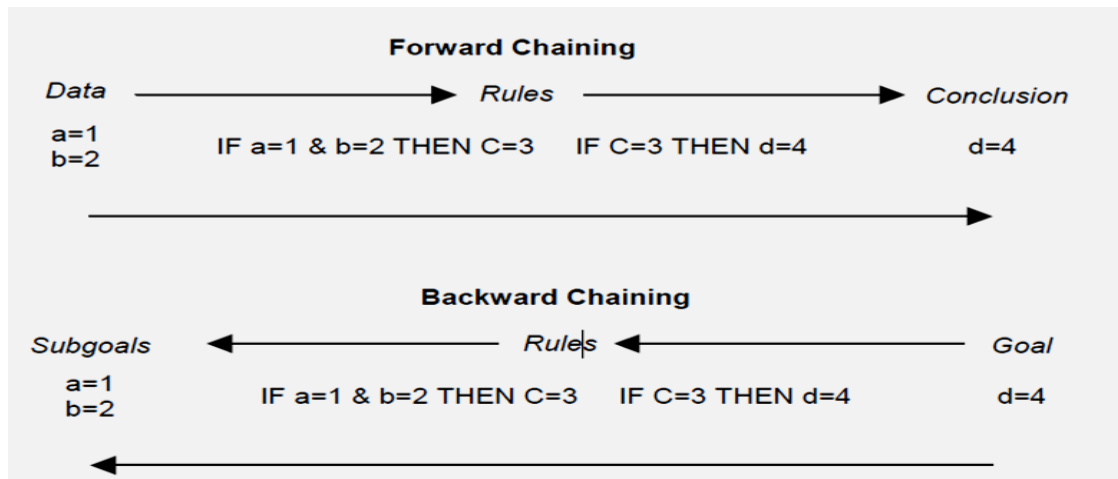 Forward Chaining
Data Rules Conclusion
a=1
b=2
IF a=1 & b=2 THEN C=3 IF C=3 THEN d=4 d=4
Backward Chaining
Subgoals Rules Goal
a=1
b=2
IF a=1 & b=2 THEN C=3 IF C=3 THEN d=4 d=4